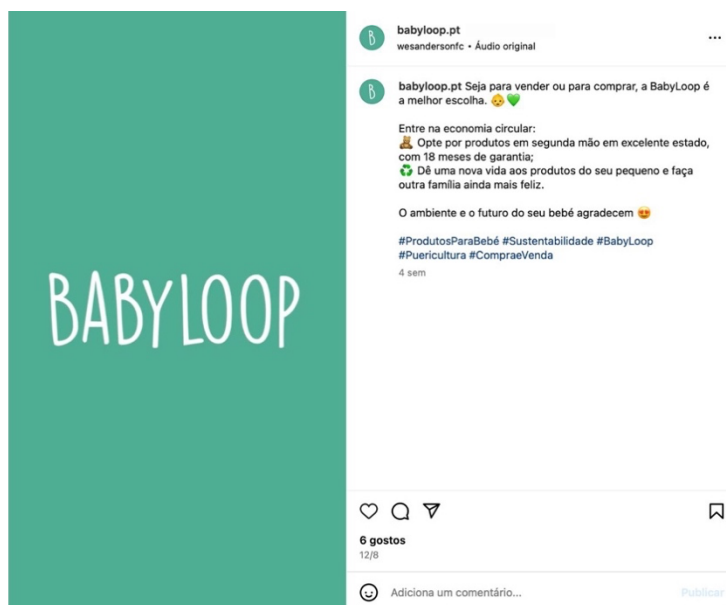 BABYLOOP
B
babyloop.pt
wesandersonfc • Áudio original
B
babyloop.pt Seja para vender ou para comprar, a BabyLoop é
a melhor escolha. 👶💚
Entre na economia circular:
🧸 Opte por produtos em segunda mão em excelente estado,
com 18 meses de garantia;
♻️ Dê uma nova vida aos produtos do seu pequeno e faça
outra família ainda mais feliz.
O ambiente e o futuro do seu bebé agradecem 😍
#ProdutosParaBebé #Sustentabilidade #BabyLoop
#Puericultura #CompraeVenda
4 sem
6 gostos
12/8
Adiciona um comentário...
Publicar